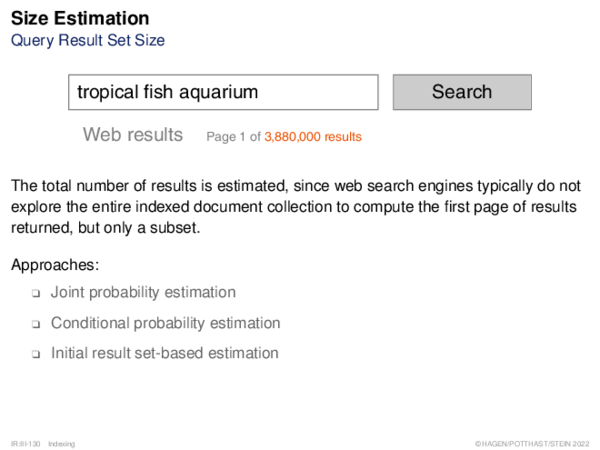 Size Estimation
Query Result Set Size
tropical fish aquarium
Search
Web results Page 1 of 3,880,000 results
The total number of results is estimated, since web search engines typically do not
explore the entire indexed document collection to compute the first page of results
returned, but only a subset.
Approaches:
❑ Joint probability estimation
❑ Conditional probability estimation
❑ Initial result set-based estimation
IR:III-130 Indexing
©HAGEN/POTTHAST/STEIN 2022